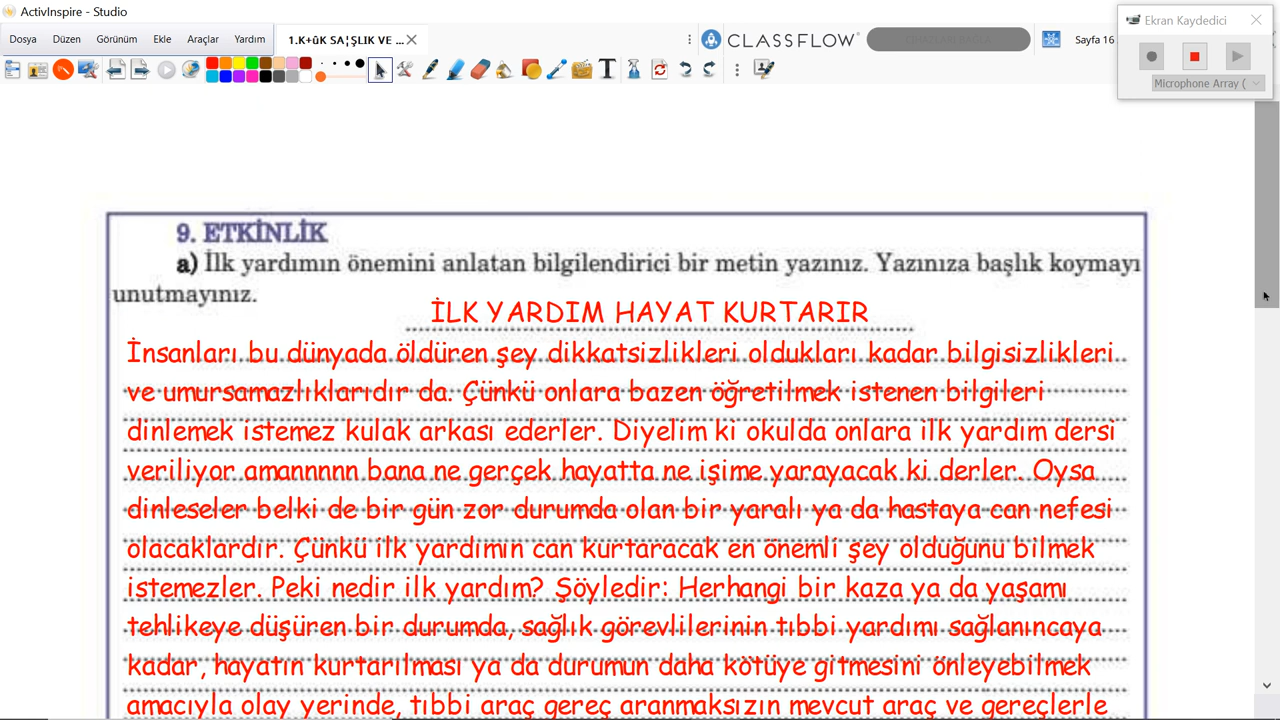 ActivInspire - Studio
Ekran Kaydedici
Dosya Düzen Görünüm Ekle Araçlar Yardım
1.K+ûK SA¦ŞLIK VE ...
CLASSFLOW
Sayfa 16
Microphone Array (
9. ETKİNLİK
a) İlk yardımın önemini anlatan bilgilendirici bir metin yazınız. Yazınıza başlık koymayı
unutmayınız.
İLK YARDIM HAYAT KURTARIR
İnsanları bu dünyada öldüren şey dikkatsizlikleri oldukları kadar bilgisizlikleri
ve umursamazlıklarıdır da. Çünkü onlara bazen öğretilmek istenen bilgileri
dinlemek istemez kulak arkası ederler. Diyelim ki okulda onlara ilk yardım dersi
veriliyor amannnnn bana ne gerçek hayatta ne işime yarayacak ki derler. Oysa
dinleseler belki de bir gün zor durumda olan bir yaralı ya da hastaya can nefesi
olacaklardır. Çünkü ilk yardımın can kurtaracak en önemli şey olduğunu bilmek
istemezler. Peki nedir ilk yardım? Şöyledir: Herhangi bir kaza ya da yaşamı
tehlikeye düşüren bir durumda, sağlık görevlilerinin tıbbi yardımı sağlanıncaya
kadar, hayatın kurtarılması ya da durumun daha kötüye gitmesini önleyebilmek
amacıyla olay yerinde, tıbbi araç gereç aranmaksızın mevcut araç ve gereçlerle